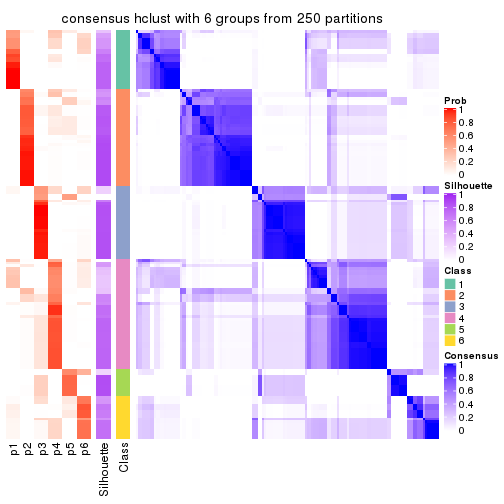 consensus hclust with 6 groups from 250 partitions
Prob
1
0.8
0.6
0.4
0.2
0
Silhouette
1
0.8
0.6
0.4
0.2
0
Class
1
2
3
4
5
6
Consensus
1
0.8
0.6
0.4
0.2
0
p1
p2
p3
p4
p5
p6
Silhouette
Class